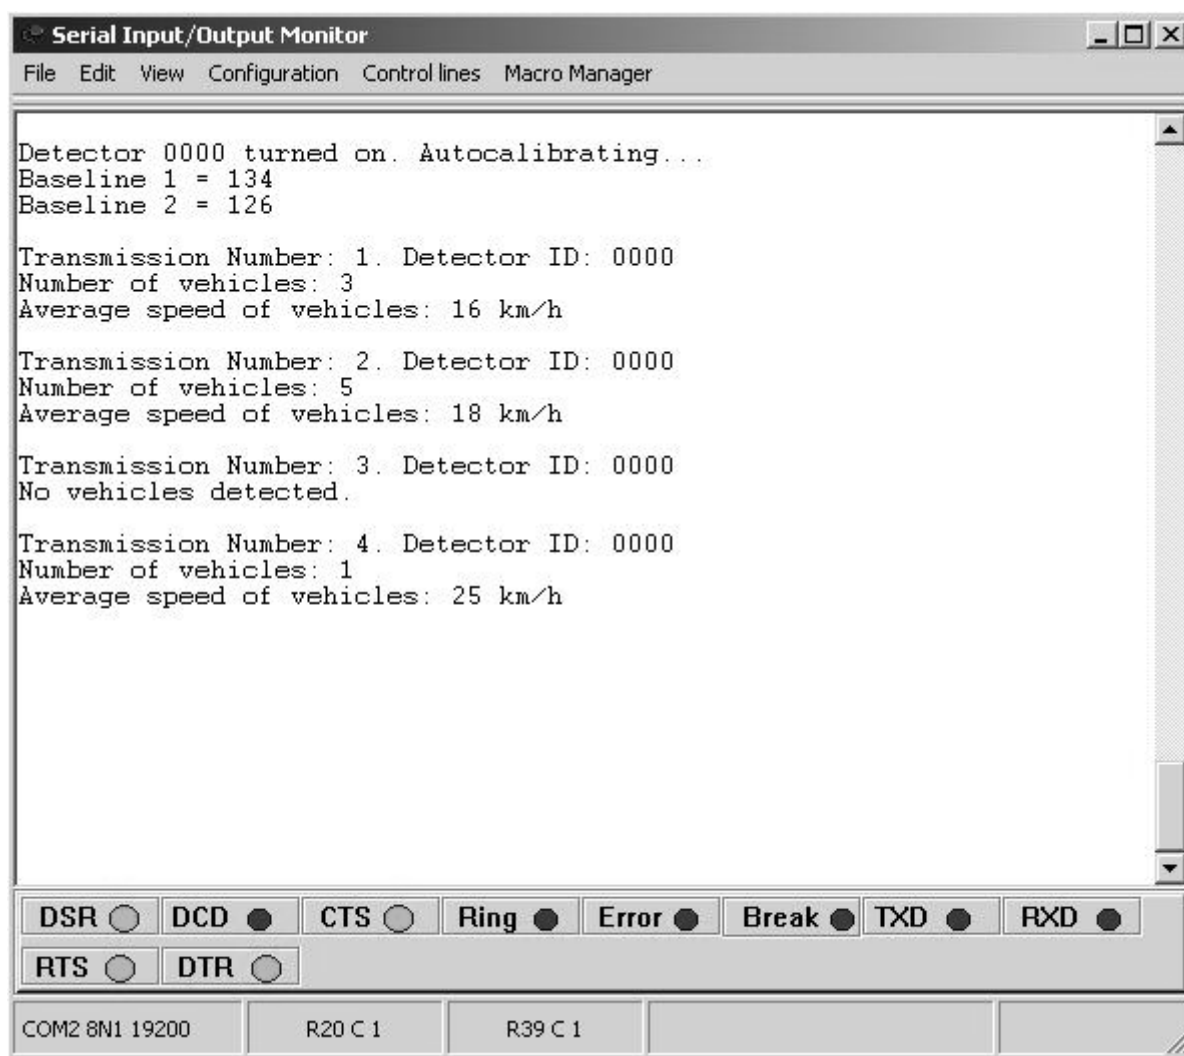 Serial Input/Output Monitor
File Edit View Configuration Control lines Macro Manager
Detector 0000 turned on. Autocalibrating...
Baseline 1 = 134
Baseline 2 = 126
Transmission Number: 1. Detector ID: 0000
Number of vehicles: 3
Average speed of vehicles: 16 km/h
Transmission Number: 2. Detector ID: 0000
Number of vehicles: 5
Average speed of vehicles: 18 km/h
Transmission Number: 3. Detector ID: 0000
No vehicles detected.
Transmission Number: 4. Detector ID: 0000
Number of vehicles: 1
Average speed of vehicles: 25 km/h
DSR DCD CTS Ring Error Break TXD RXD
RTS DTR
COM2 8N1 19200 R20 C 1 R39 C 1